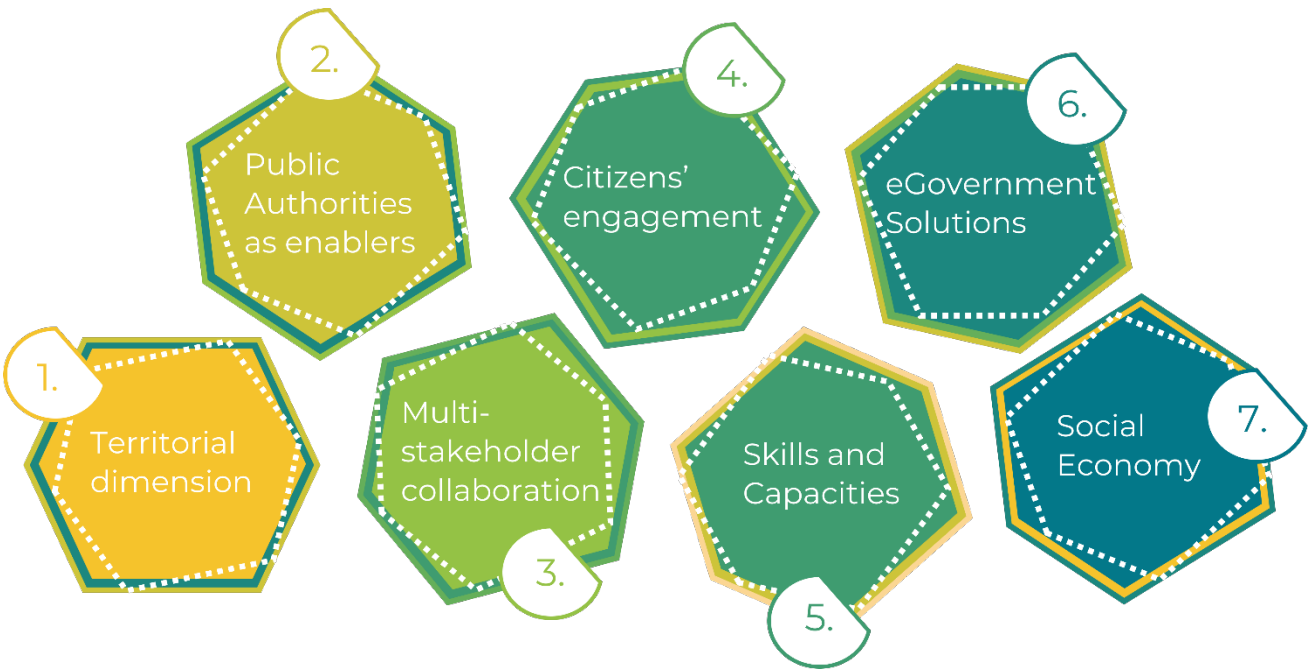 1.
Territorial
dimension
2.
Public
Authorities
as enablers
3.
Multi-
stakeholder
collaboration
4.
Citizens’
engagement
5.
Skills and
Capacities
6.
eGovernment
Solutions
7.
Social
Economy